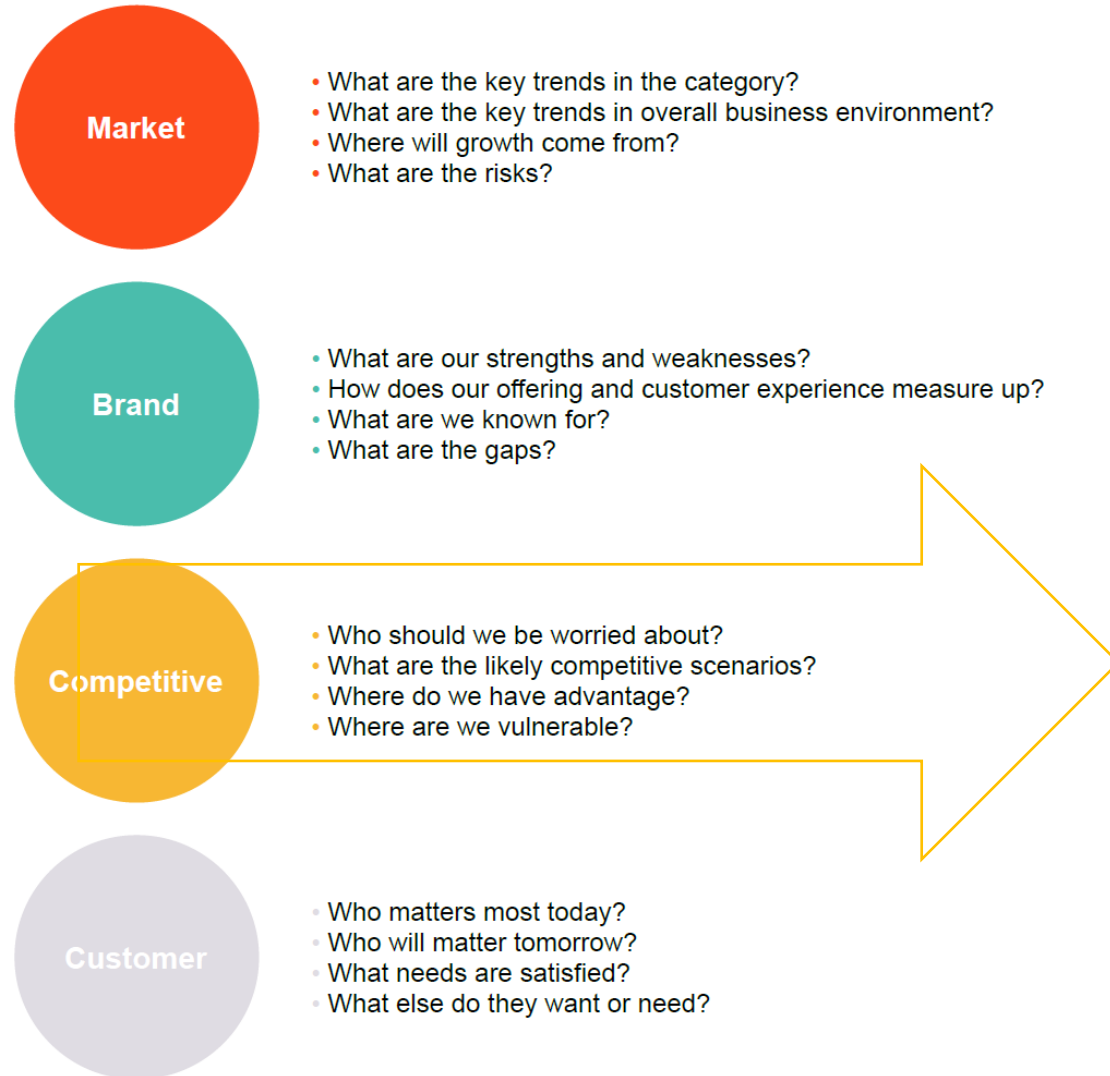 Market
• What are the key trends in the category?
• What are the key trends in overall business environment?
• Where will growth come from?
• What are the risks?
Brand
• What are our strengths and weaknesses?
• How does our offering and customer experience measure up?
• What are we known for?
• What are the gaps?
Competitive
• Who should we be worried about?
• What are the likely competitive scenarios?
• Where do we have advantage?
• Where are we vulnerable?
Customer
• Who matters most today?
• Who will matter tomorrow?
• What needs are satisfied?
• What else do they want or need?